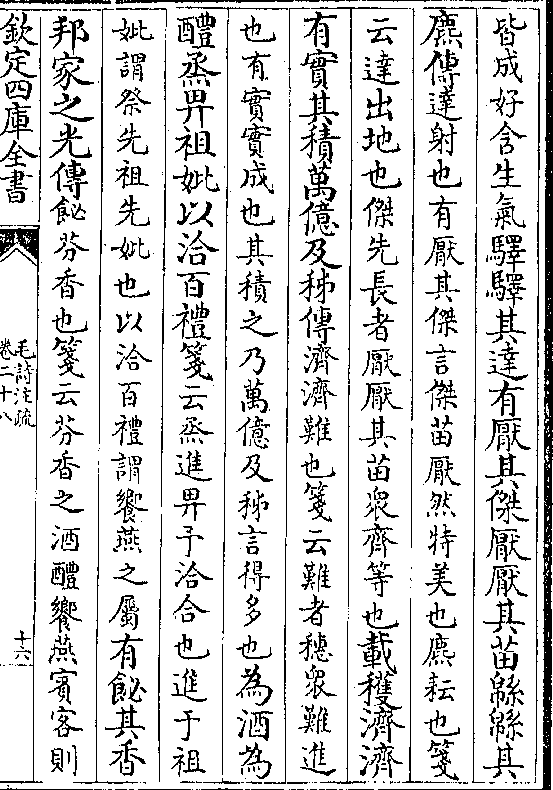 皆成好含生氣驛驛其達有厭其傑厭厭其苗緜緜其
麃傳達射也有厭其傑言傑苗厭然特美也麃耘也箋
云達出地也傑先長者厭厭其苗衆齊等也載穫濟濟
有實其積萬億及秭傳濟濟難也箋云難者穗衆難進
也有實實成也其積之乃萬億及秭言得多也為酒為
醴烝畀祖妣以洽百禮箋云烝進畀予洽合也進予祖
妣謂祭先祖先妣也以洽百禮謂饗燕之屬有飶其香
邦家之光傳飶芬香也箋云芬香之酒醴饗燕賓客則
欽定四庫全書
毛詩注疏
卷二十八
十六